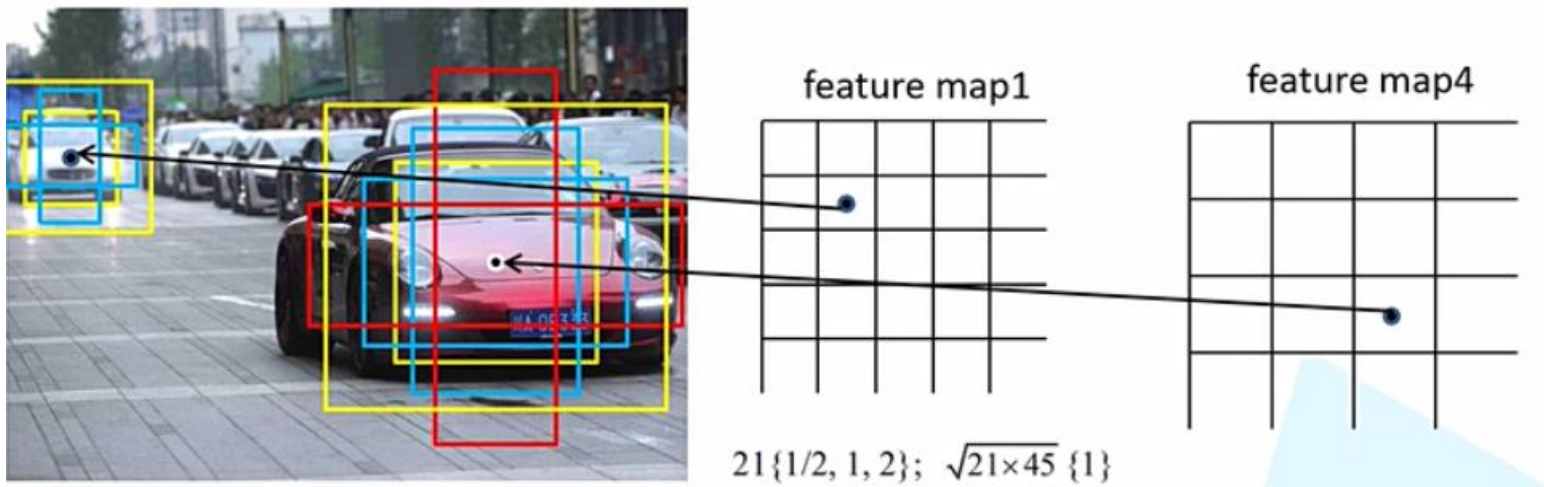 feature map1
feature map4
21{1/2, 1, 2}; √21×45 {1}